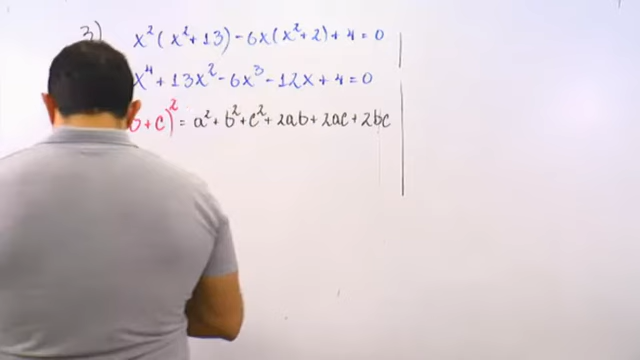 3) x²(x²+13)-6x(x²+2)+4=0
x⁴+13x²-6x³-12x+4=0
b+c)²=a²+b²+c²+2ab+2ac+2bc